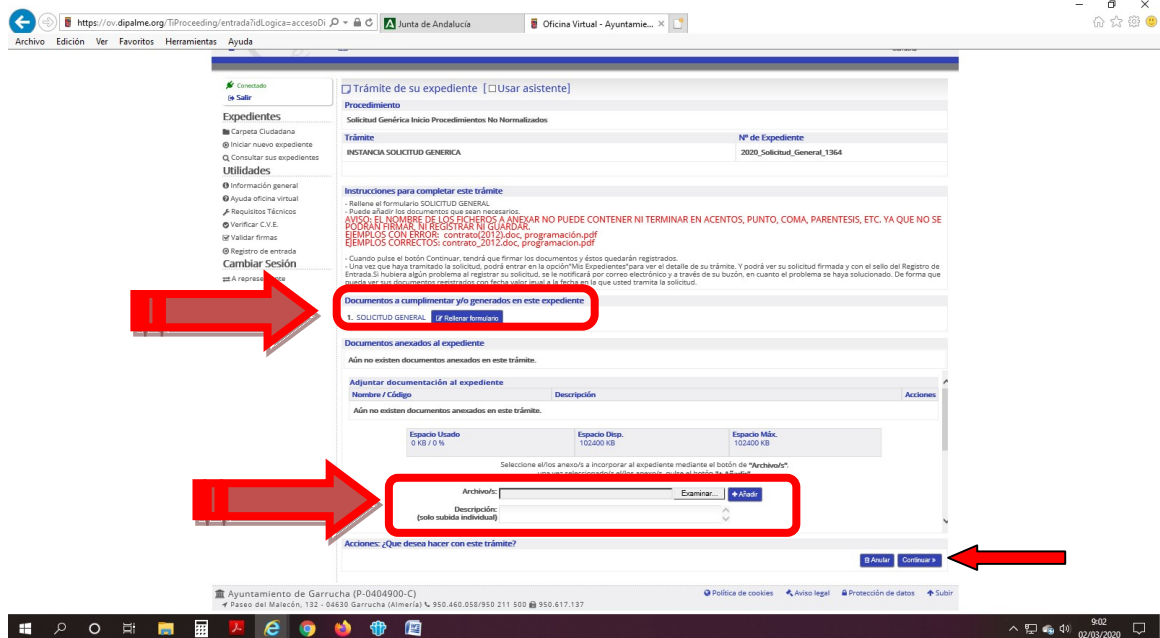 https://ov.dipalme.org/TiProceeding/entrada?idLogica=accesoDi
Junta de Andalucía
Oficina Virtual - Ayuntamie...
Archivo Edición Ver Favoritos Herramientas Ayuda
Conectado
Salir
Expedientes
Carpeta Ciudadana
Iniciar nuevo expediente
Consultar sus expedientes
Utilidades
Información general
Ayuda oficina virtual
Requisitos Técnicos
Verificar C.V.E.
Validar firmas
Registro de entrada
Cambiar Sesión
A representante
Trámite de su expediente [Usar asistente]
Procedimiento
Solicitud Genérica Inicio Procedimientos No Normalizados
Trámite Nº de Expediente
INSTANCIA SOLICITUD GENERICA 2020_Solicitud_General_1364
Instrucciones para completar este trámite
- Rellene el formulario SOLICITUD GENERAL
- Puede añadir los documentos que sean necesarios.
AVISO: EL NOMBRE DE LOS FICHEROS A ANEXAR NO PUEDE CONTENER NI TERMINAR EN ACENTOS, PUNTO, COMA, PARENTESIS, ETC. YA QUE NO SE
PODRAN FIRMAR, NI REGISTRAR NI GUARDAR.
EJEMPLOS CON ERROR: contrato(2012).doc, programación.pdf
EJEMPLOS CORRECTOS: contrato_2012.doc, programacion.pdf
- Cuando pulse el botón Continuar, tendrá que firmar los documentos y éstos quedarán registrados.
- Una vez que haya tramitado la solicitud, podrá entrar en la opción"Mis Expedientes"para ver el detalle de su trámite. Y podrá ver su solicitud firmada y con el sello del Registro de
Entrada.Si hubiera algún problema al registrar su solicitud, se le notificará por correo electrónico y a través de su buzón, en cuanto el problema se haya solucionado. De forma que
pueda ver sus documentos registrados con fecha valor igual a la fecha en la que usted tramita la solicitud.
Documentos a cumplimentar y/o generados en este expediente
1. SOLICITUD GENERAL Rellenar formulario
Documentos anexados al expediente
Aún no existen documentos anexados en este trámite.
Adjuntar documentación al expediente
Nombre / Código Descripción Acciones
Aún no existen documentos anexados en este trámite.
Espacio Usado Espacio Disp. Espacio Máx.
0 KB / 0 % 102400 KB 102400 KB
Seleccione el/los anexo/s a incorporar al expediente mediante el botón de "Archivo/s".
una vez seleccionado/s el/los anexo/s, pulse el botón "+ Añadir"
Archivo/s: Examinar... +Añadir
Descripción:
(solo subida individual)
Acciones: ¿Que desea hacer con este trámite?
Anular Continuar »
Ayuntamiento de Garrucha (P-0404900-C) Política de cookies Aviso legal Protección de datos Subir
Paseo del Malecón, 132 - 04630 Garrucha (Almería) 950.460.058/950 211 500 950.617.137
9:02
02/03/2020